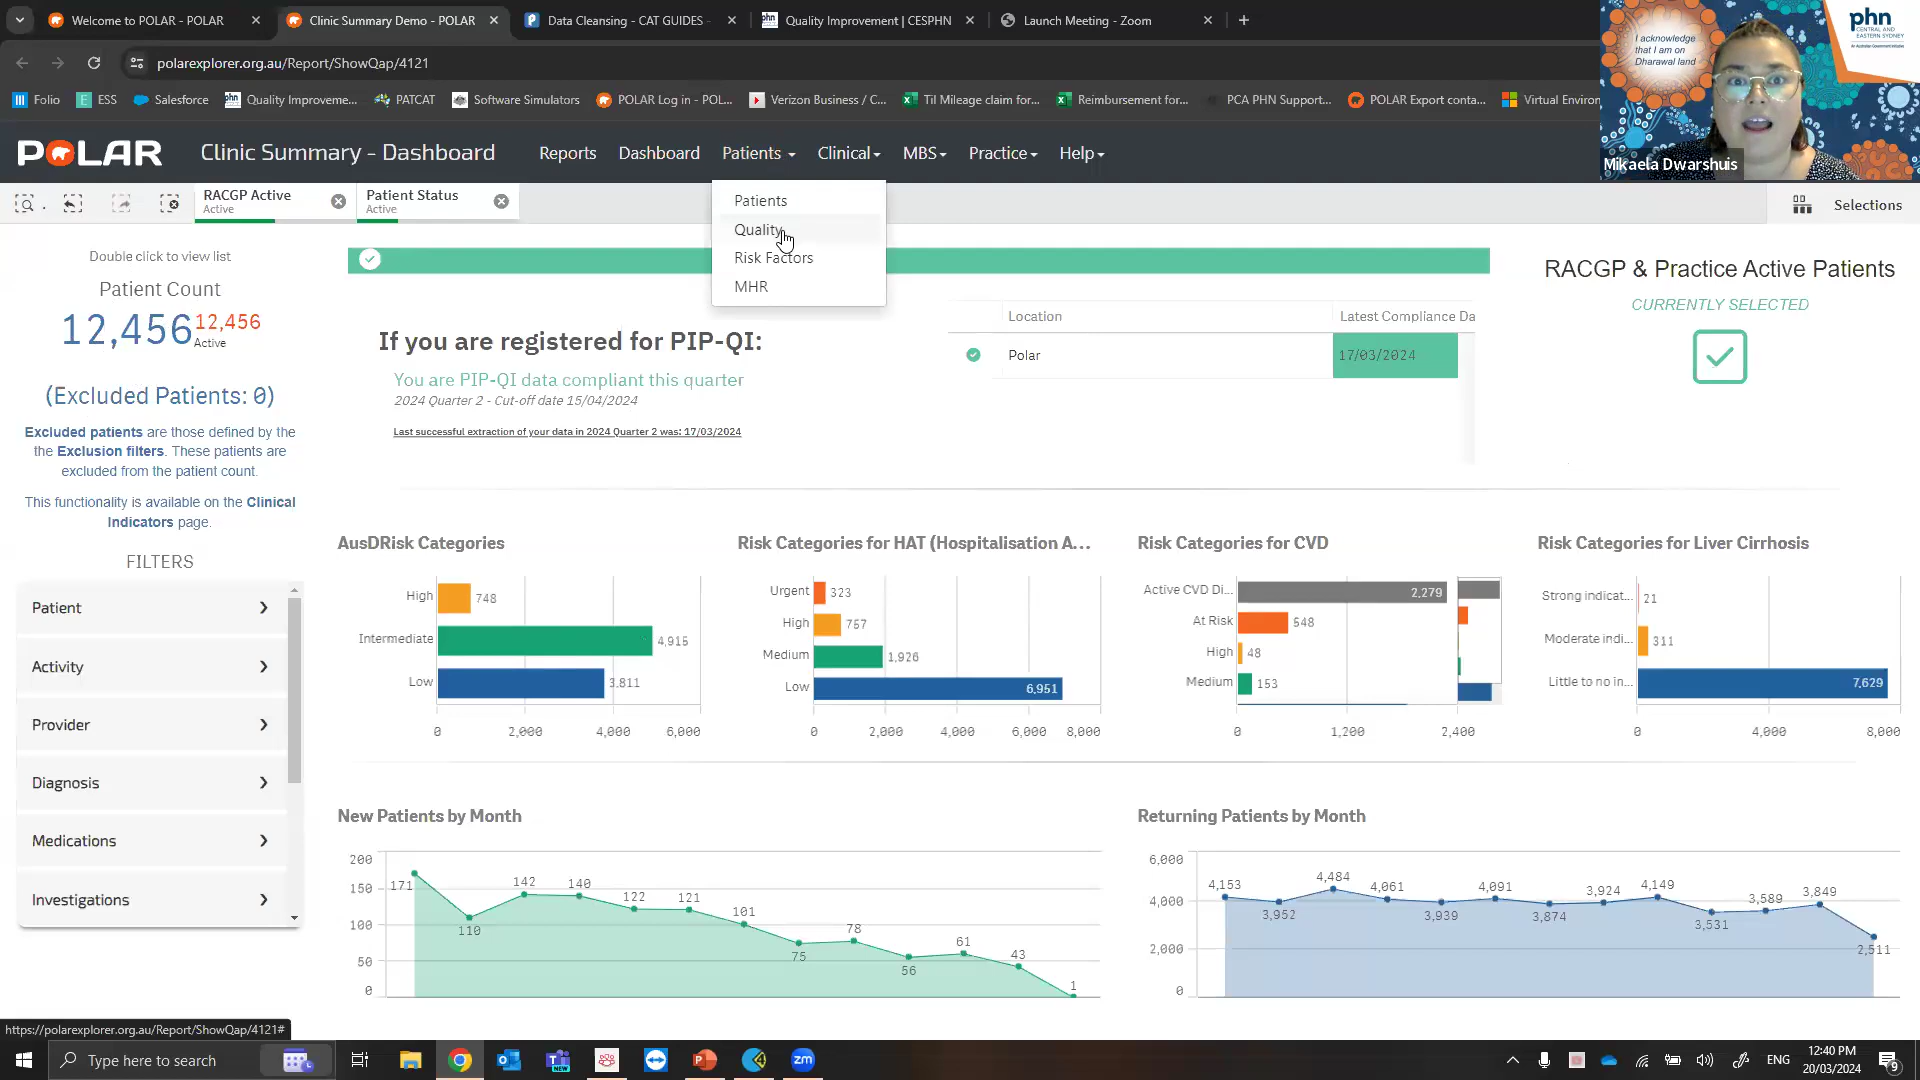 Welcome to POLAR - POLAR
Clinic Summary Demo - POLAR
Data Cleansing - CAT GUIDES -
Quality Improvement | CESPHN
Launch Meeting - Zoom
polarexplorer.org.au/Report/ShowQap/4121
Folio
ESS
Salesforce
Quality Improveme...
PATCAT
Software Simulators
POLAR Log in - POL...
Verizon Business / C...
Til Mileage claim for...
Reimbursement for...
PCA PHN Support...
POLAR Export conta...
Virtual Environ
I acknowledge
that I am on
Dharawal land
phn
CENTRAL AND
EASTERN SYDNEY
An Australian Government Initiative
Mikaela Dwarshuis
POLAR
Clinic Summary - Dashboard
Reports
Dashboard
Patients
Clinical
MBS
Practice
Help
RACGP Active
Active
Patient Status
Active
Selections
Patients
Quality
Risk Factors
MHR
Double click to view list
Patient Count
12,456
12,456
Active
(Excluded Patients: 0)
Excluded patients are those defined by the
the Exclusion filters. These patients are
excluded from the patient count.
This functionality is available on the Clinical
Indicators page.
FILTERS
Patient
Activity
Provider
Diagnosis
Medications
Investigations
If you are registered for PIP-QI:
You are PIP-QI data compliant this quarter
2024 Quarter 2 - Cut-off date 15/04/2024
Last successful extraction of your data in 2024 Quarter 2 was: 17/03/2024
Location
Latest Compliance Da
Polar
17/03/2024
RACGP & Practice Active Patients
CURRENTLY SELECTED
AusDRisk Categories
High
748
Intermediate
4,915
Low
3,811
0
2,000
4,000
6,000
Risk Categories for HAT (Hospitalisation A...
Urgent
323
High
757
Medium
1,926
Low
6,951
0
2,000
4,000
6,000
8,000
Risk Categories for CVD
Active CVD Di...
2,279
At Risk
548
High
48
Medium
153
0
1,200
2,400
Risk Categories for Liver Cirrhosis
Strong indicat...
21
Moderate indi...
311
Little to no in...
7,629
0
4,000
8,000
New Patients by Month
200
150
100
50
0
171
110
142
140
122
121
101
75
78
56
61
43
1
Returning Patients by Month
6,000
4,000
2,000
0
4,153
3,952
4,484
4,061
3,939
4,091
3,874
3,924
4,149
3,531
3,589
3,849
2,511
https://polarexplorer.org.au/Report/ShowQap/4121#
Type here to search
NEW
zm
ENG
12:40 PM
20/03/2024
9